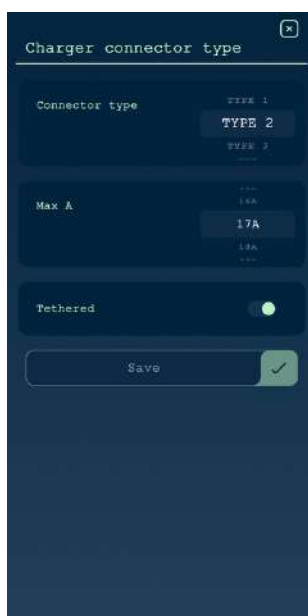 Charger connector type
Connector type
TYPE 1
TYPE 2
TYPE 3
Max A
16A
17A
18A
Tethered
Save